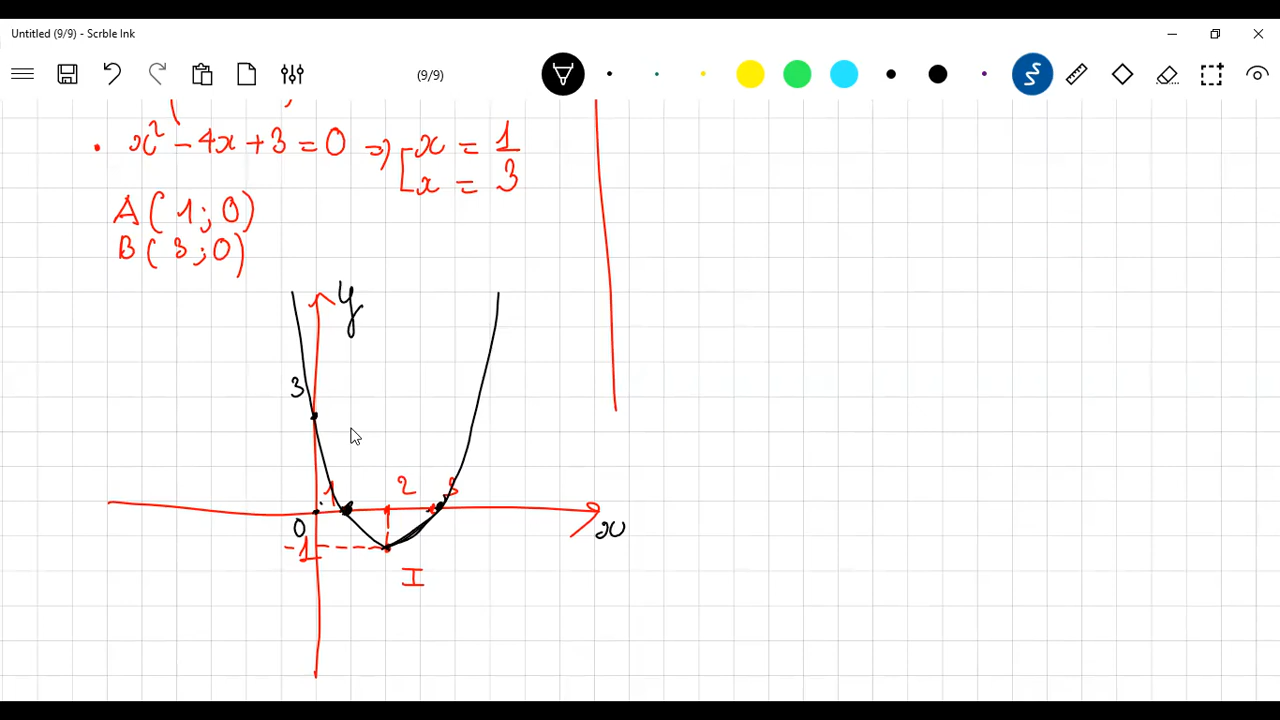 Untitled (9/9) - Scrble Ink
(9/9)
• x² - 4x + 3 = 0 => [ x = 1
x = 3
A ( 1 ; 0 )
B ( 3 ; 0 )
y
3
1 2 3
0
x
-1
I